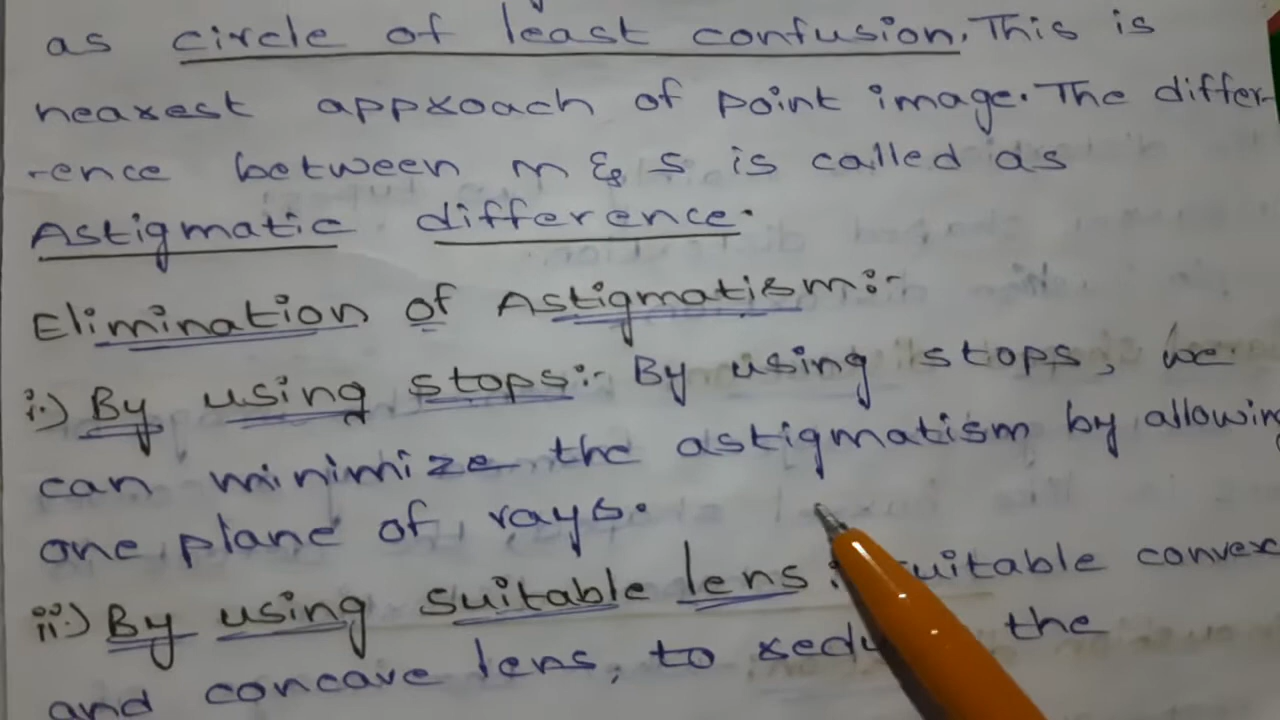 as circle of least confusion. This is
nearest approach of point image. The differ-
-rence between m & s is called as
Astigmatic difference.
Elimination of Astigmatism:-
i.) By using stops:- By using stops, we
can minimize the astigmatism by allowin
one plane of rays.
ii.) By using suitable lens: suitable convex
and concave lens, to the